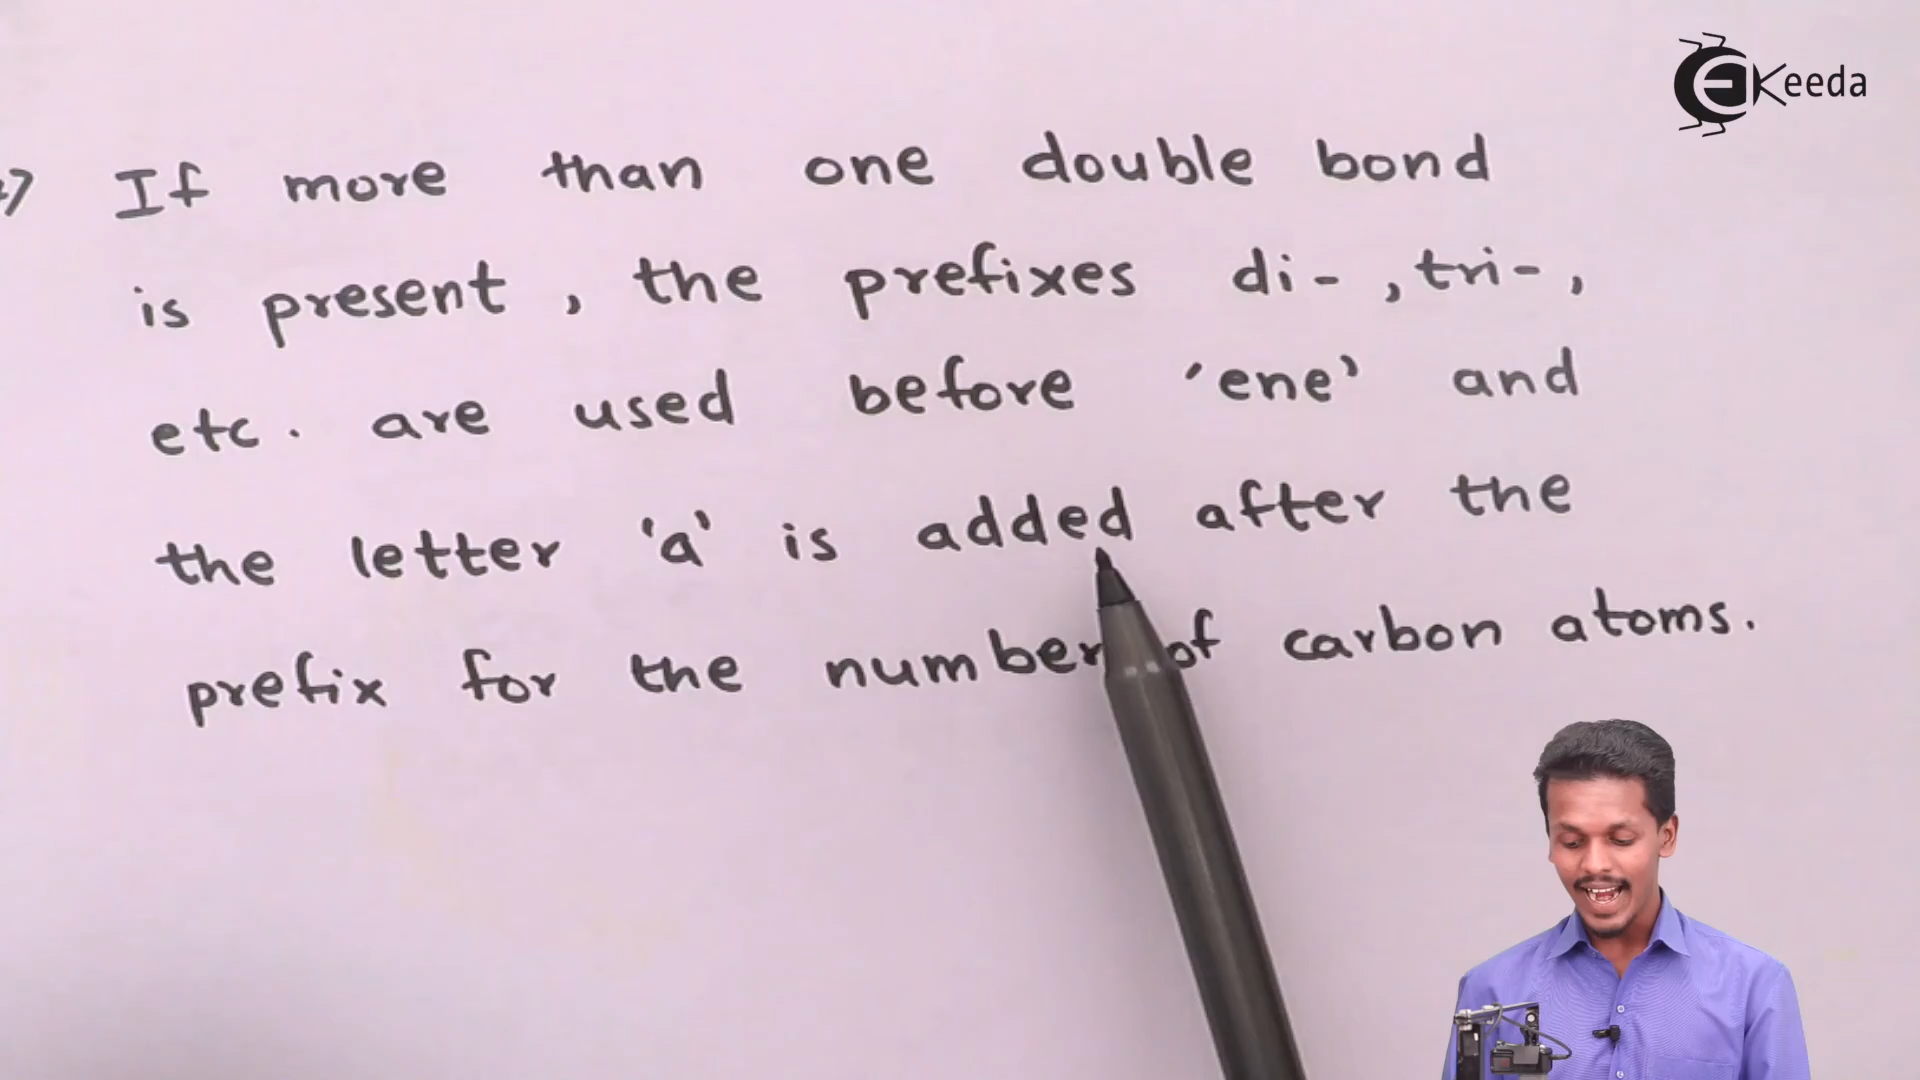 EKeeda
If more than one double bond
is present, the prefixes di-, tri-,
etc. are used before 'ene' and
the letter 'a' is added after the
prefix for the number of carbon atoms.